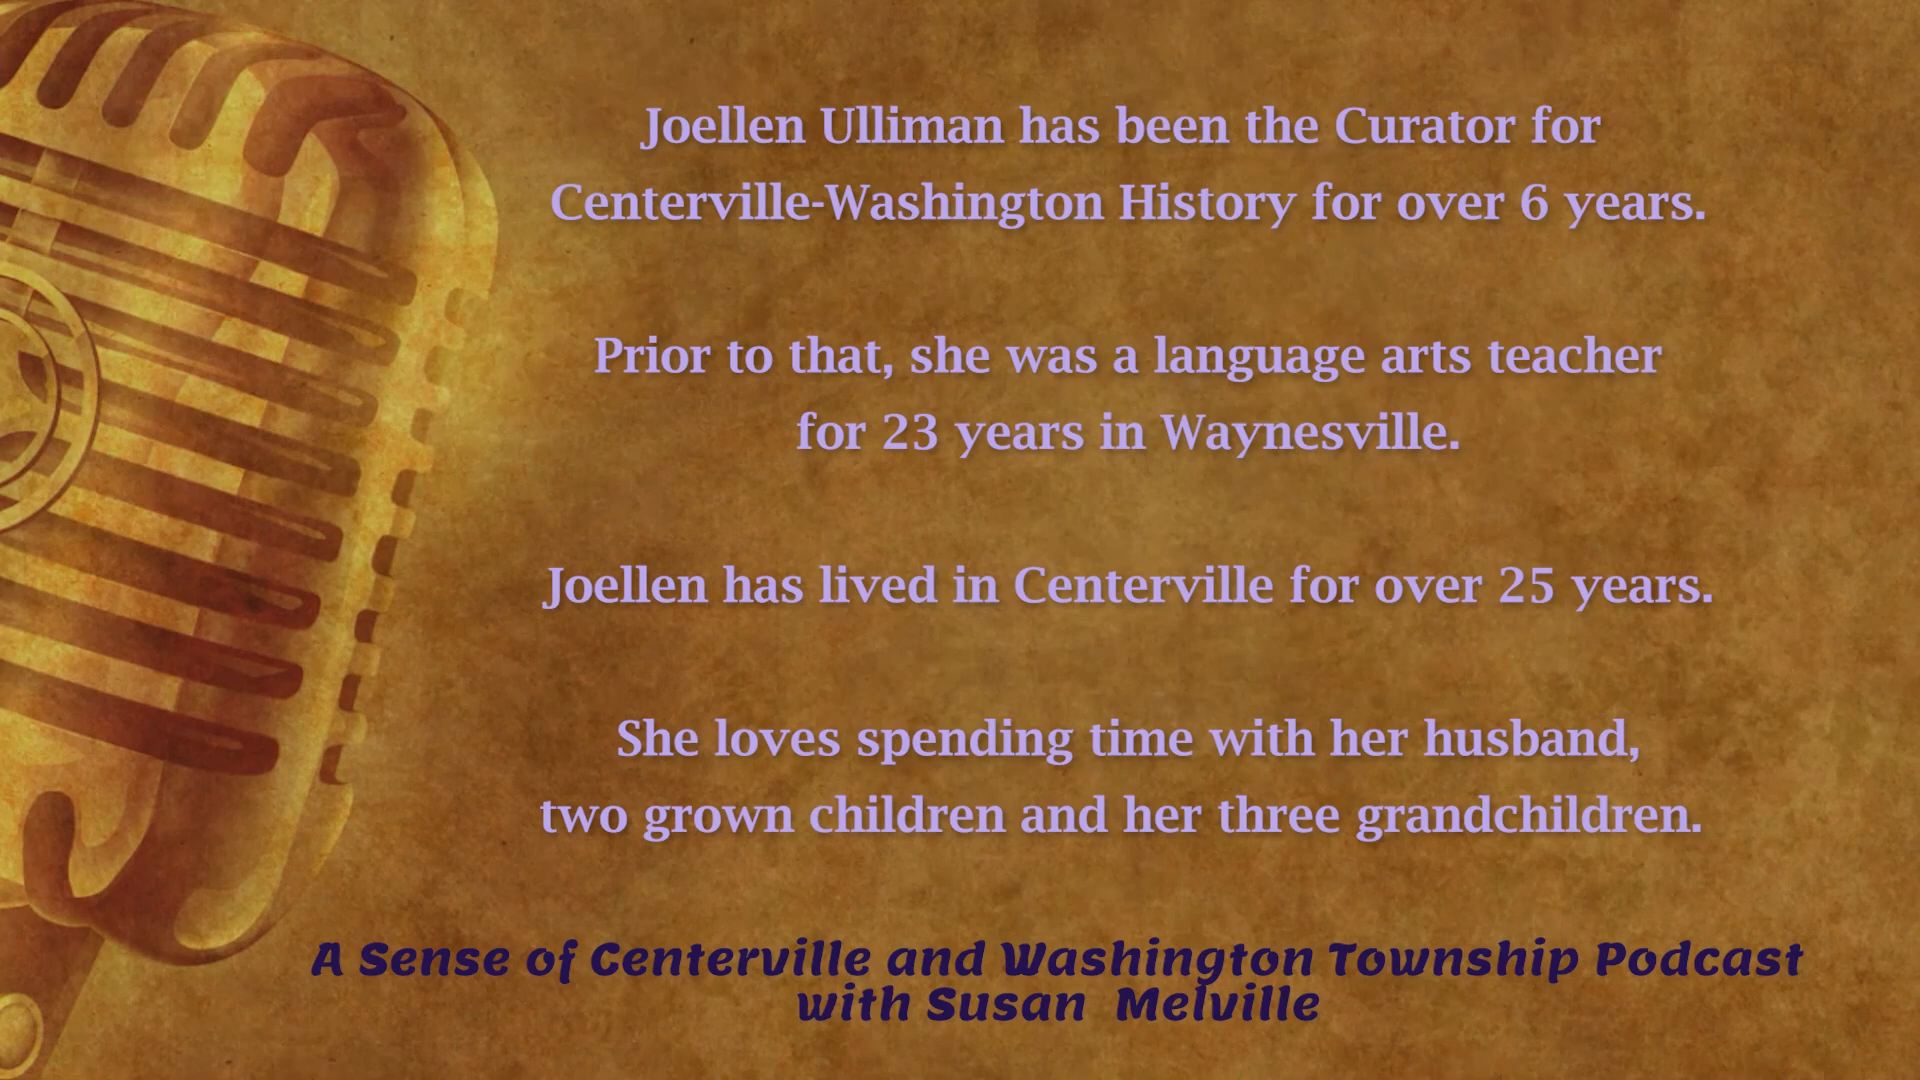 Joellen Ulliman has been the Curator for
Centerville-Washington History for over 6 years.
Prior to that, she was a language arts teacher
for 23 years in Waynesville.
Joellen has lived in Centerville for over 25 years.
She loves spending time with her husband,
two grown children and her three grandchildren.
A Sense of Centerville and Washington Township Podcast
with Susan Melville